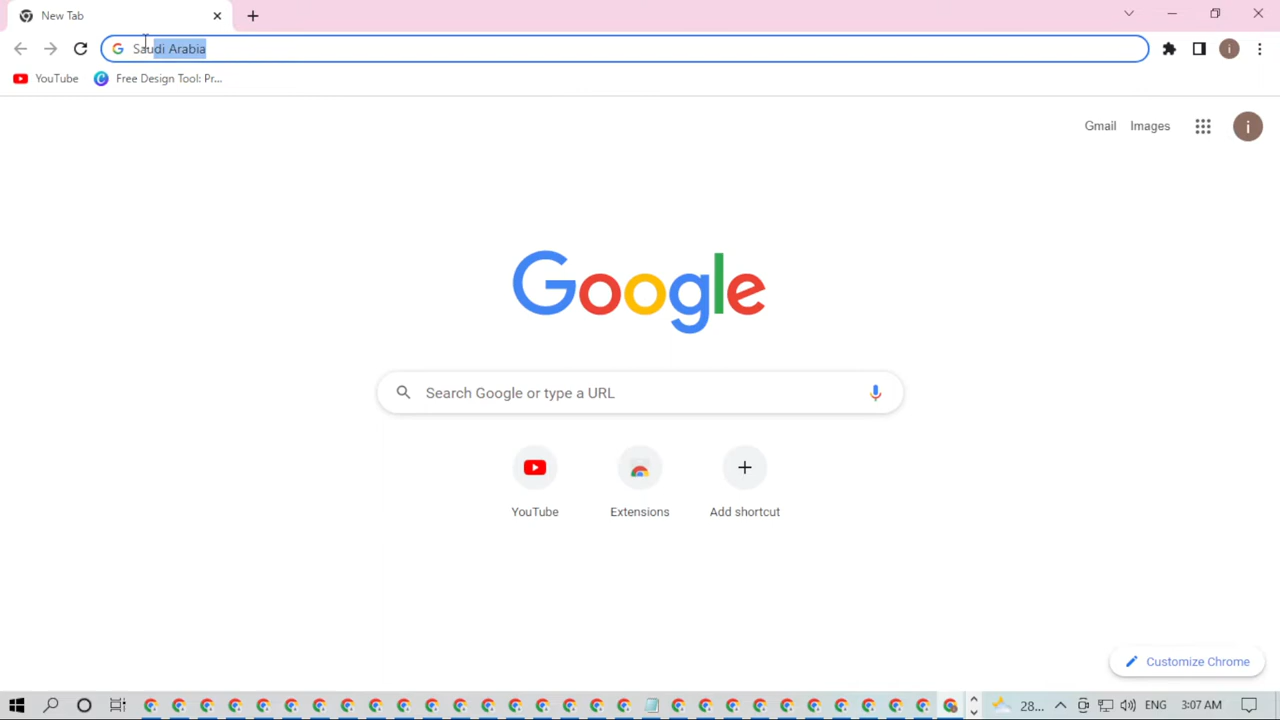 New Tab
Saudi Arabia
YouTube
Free Design Tool: Pr...
Gmail
Images
i
i
Google
Search Google or type a URL
YouTube
Extensions
Add shortcut
Customize Chrome
28...
ENG
3:07 AM